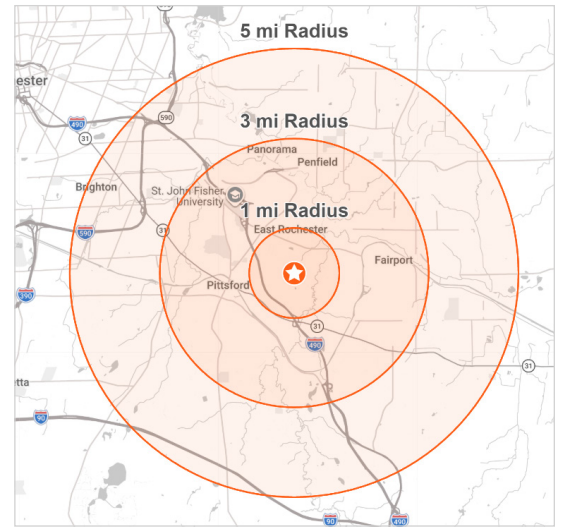 5 mi Radius
ester
590
490
31
3 mi Radius
Panorama
Penfield
Brighton
St. John Fisher
University
1 mi Radius
31
East Rochester
590
Fairport
Pittsford
390
31
490
31
etta
90
90
490